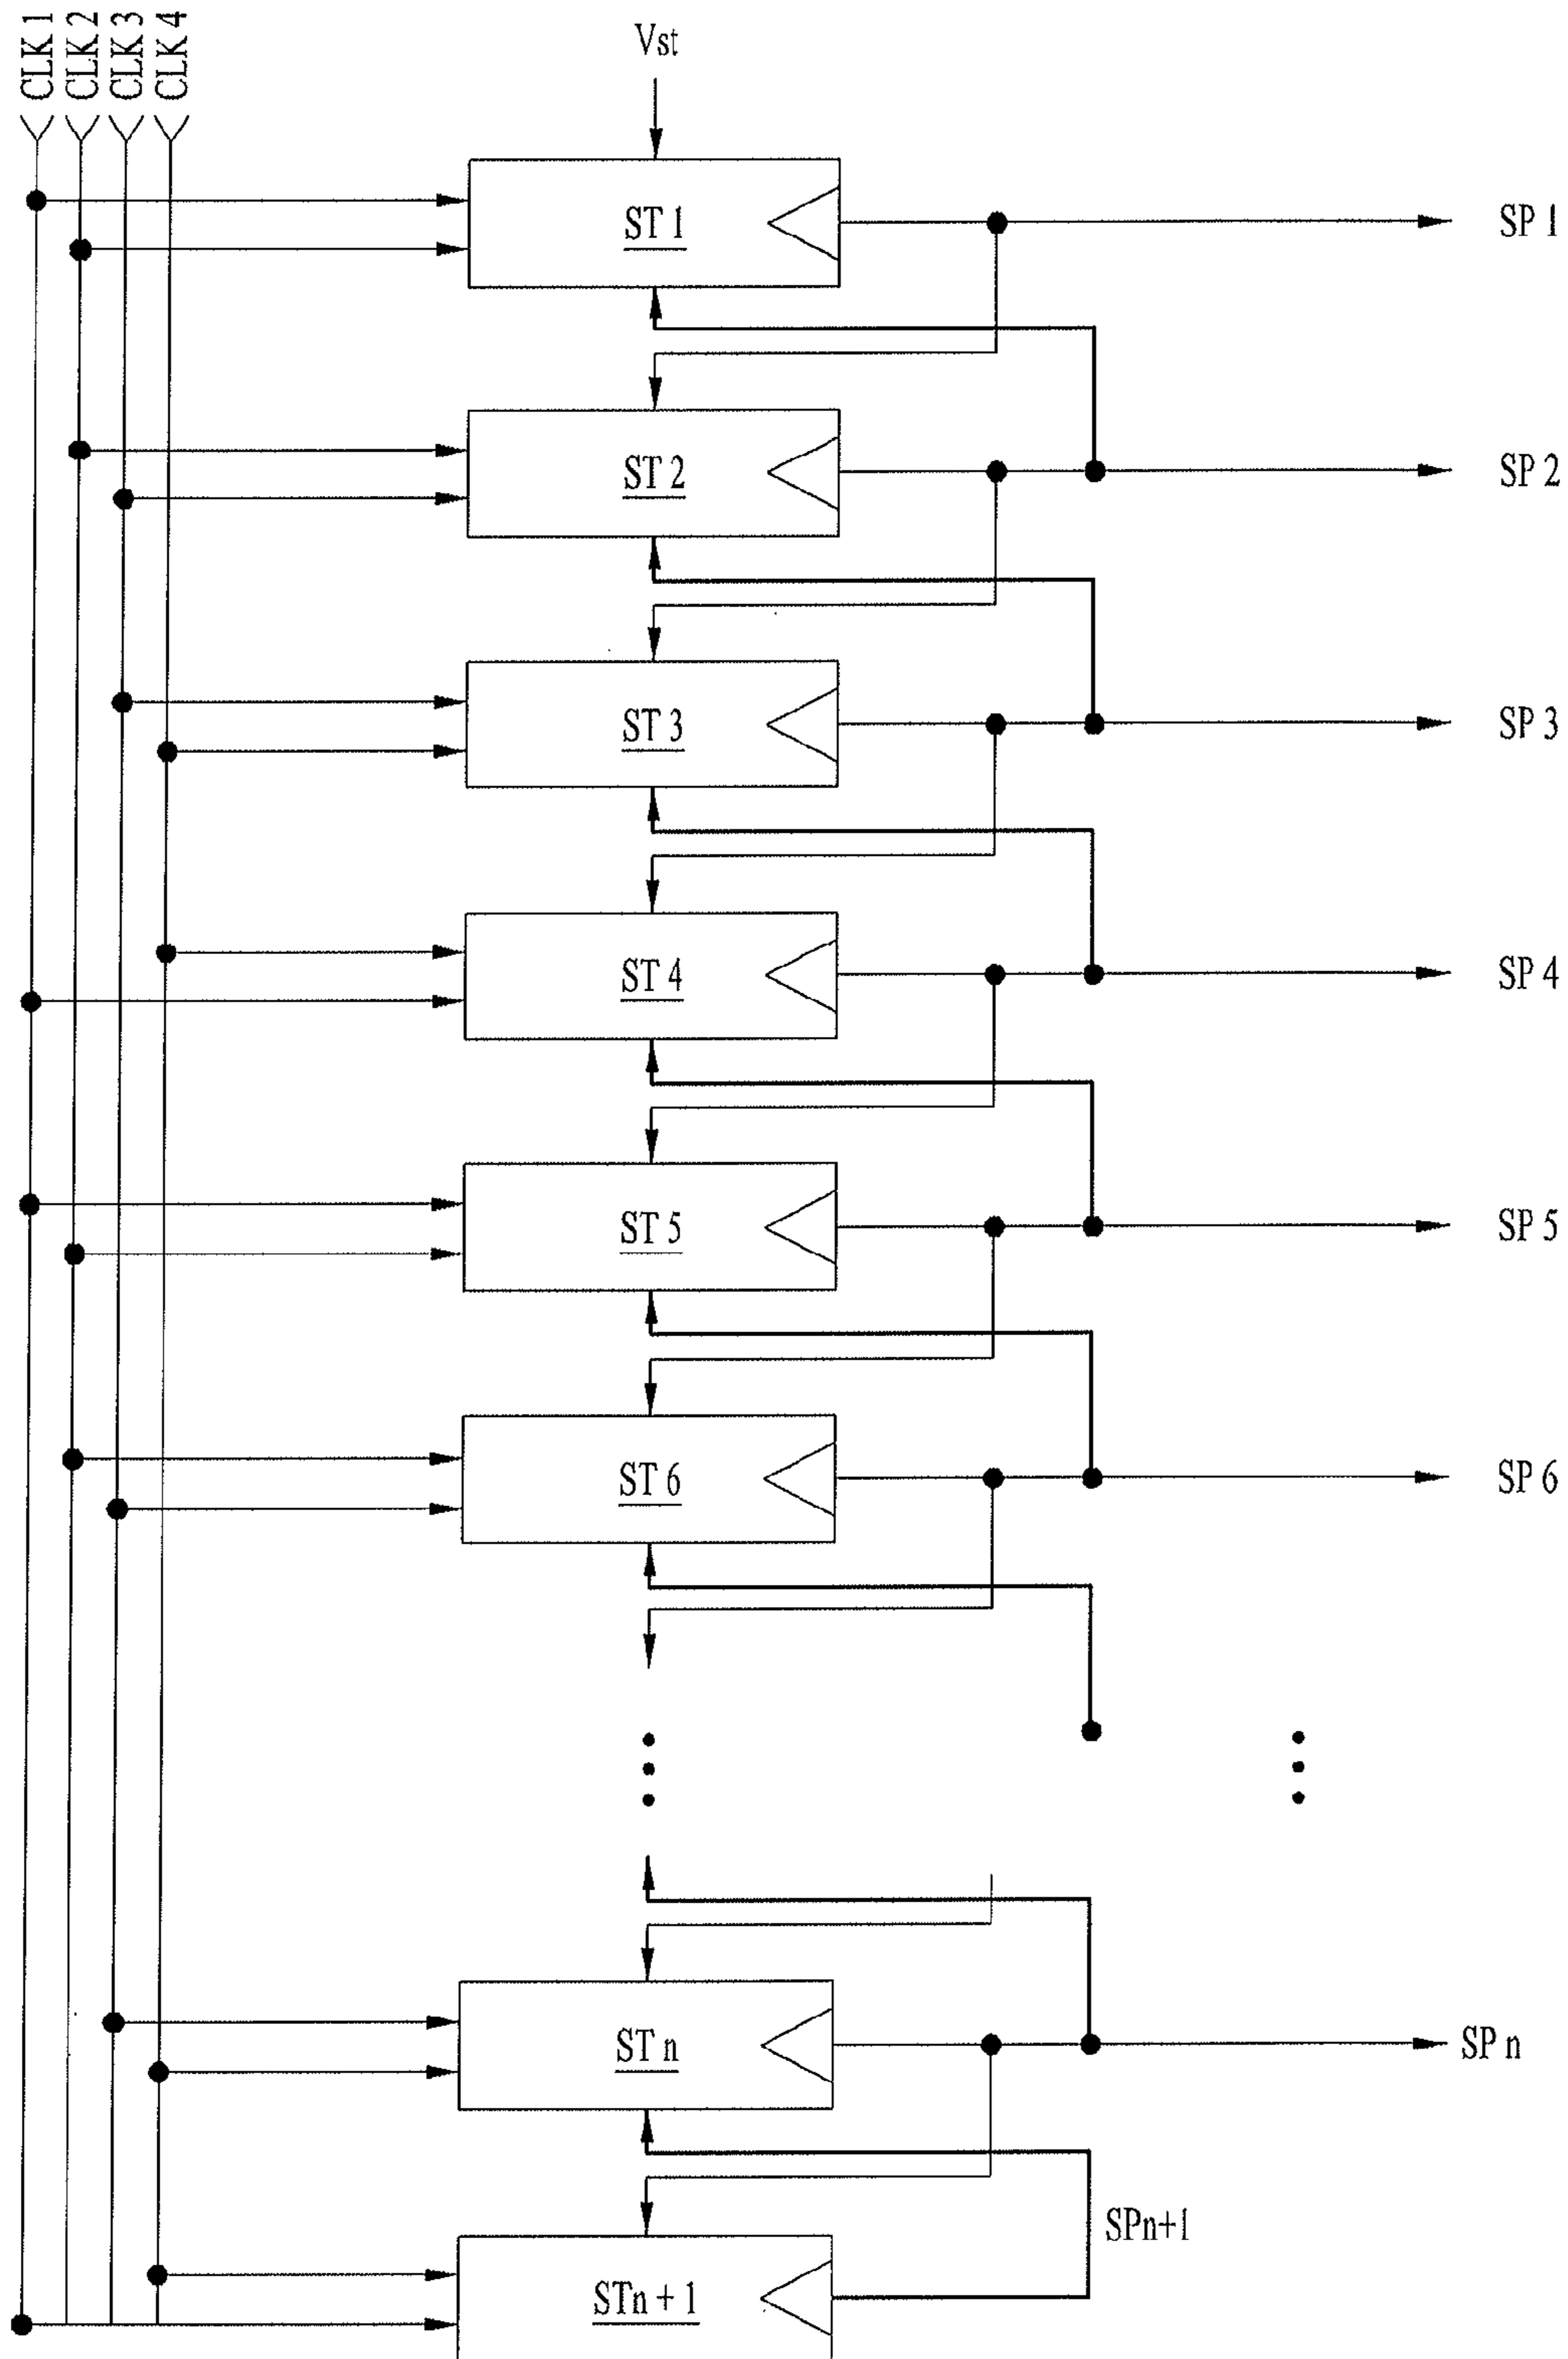 CLK 1
CLK 2
CLK 3
CLK 4
Vst
ST 1
SP 1
ST 2
SP 2
ST 3
SP 3
ST 4
SP 4
ST 5
SP 5
ST 6
SP 6
ST n
SP n
SPn+1
STn + 1